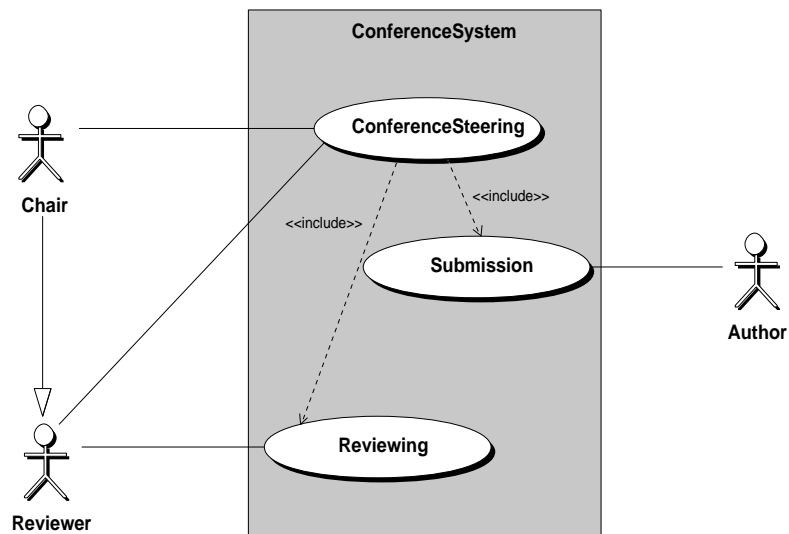 ConferenceSystem
ConferenceSteering
Chair
<<include>>
<<include>>
Submission
Author
Reviewing
Reviewer